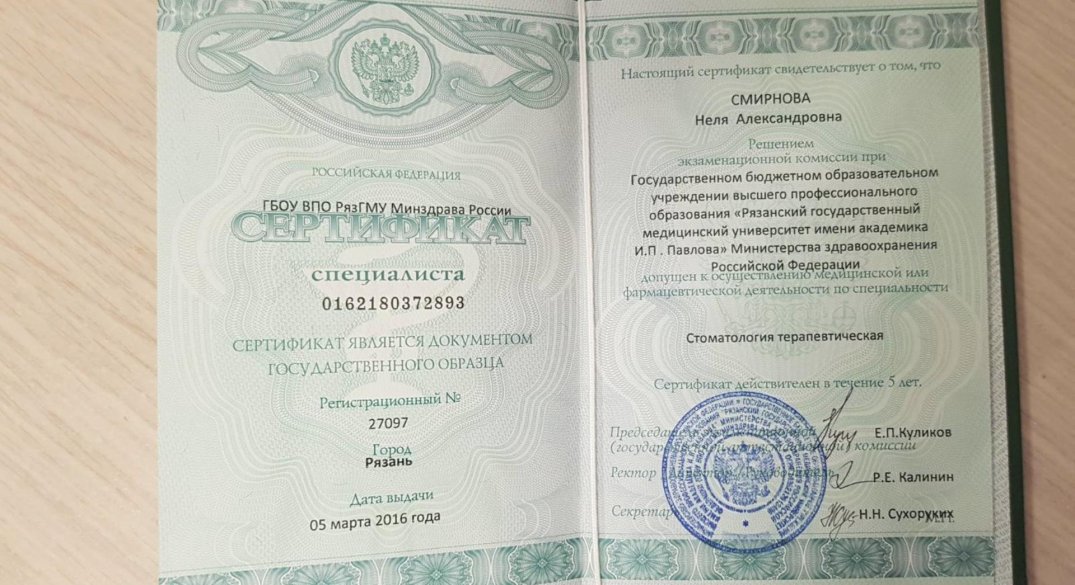 РОССИЙСКАЯ ФЕДЕРАЦИЯ
ГБОУ ВПО РязГМУ Минздрава России
СЕРТИФИКАТ
специалиста
0162180372893
СЕРТИФИКАТ ЯВЛЯЕТСЯ ДОКУМЕНТОМ
ГОСУДАРСТВЕННОГО ОБРАЗЦА
Регистрационный №
27097
Город
Рязань
Дата выдачи
05 марта 2016 года
Настоящий сертификат свидетельствует о том, что
СМИРНОВА
Неля Александровна
Решением
экзаменационной комиссии при
Государственном бюджетном образовательном
учреждении высшего профессионального
образования «Рязанский государственный
медицинский университет имени академика
И.П . Павлова» Министерства здравоохранения
Российской Федерации
допущен к осуществлению медицинской или
фармацевтической деятельности по специальности
Стоматология терапевтическая
Сертификат действителен в течение 5 лет.
Е.П.Куликов
комиссии
Ректор Р.Е. Калинин
Секретарь Н.Н. Сухоруких
М.П.